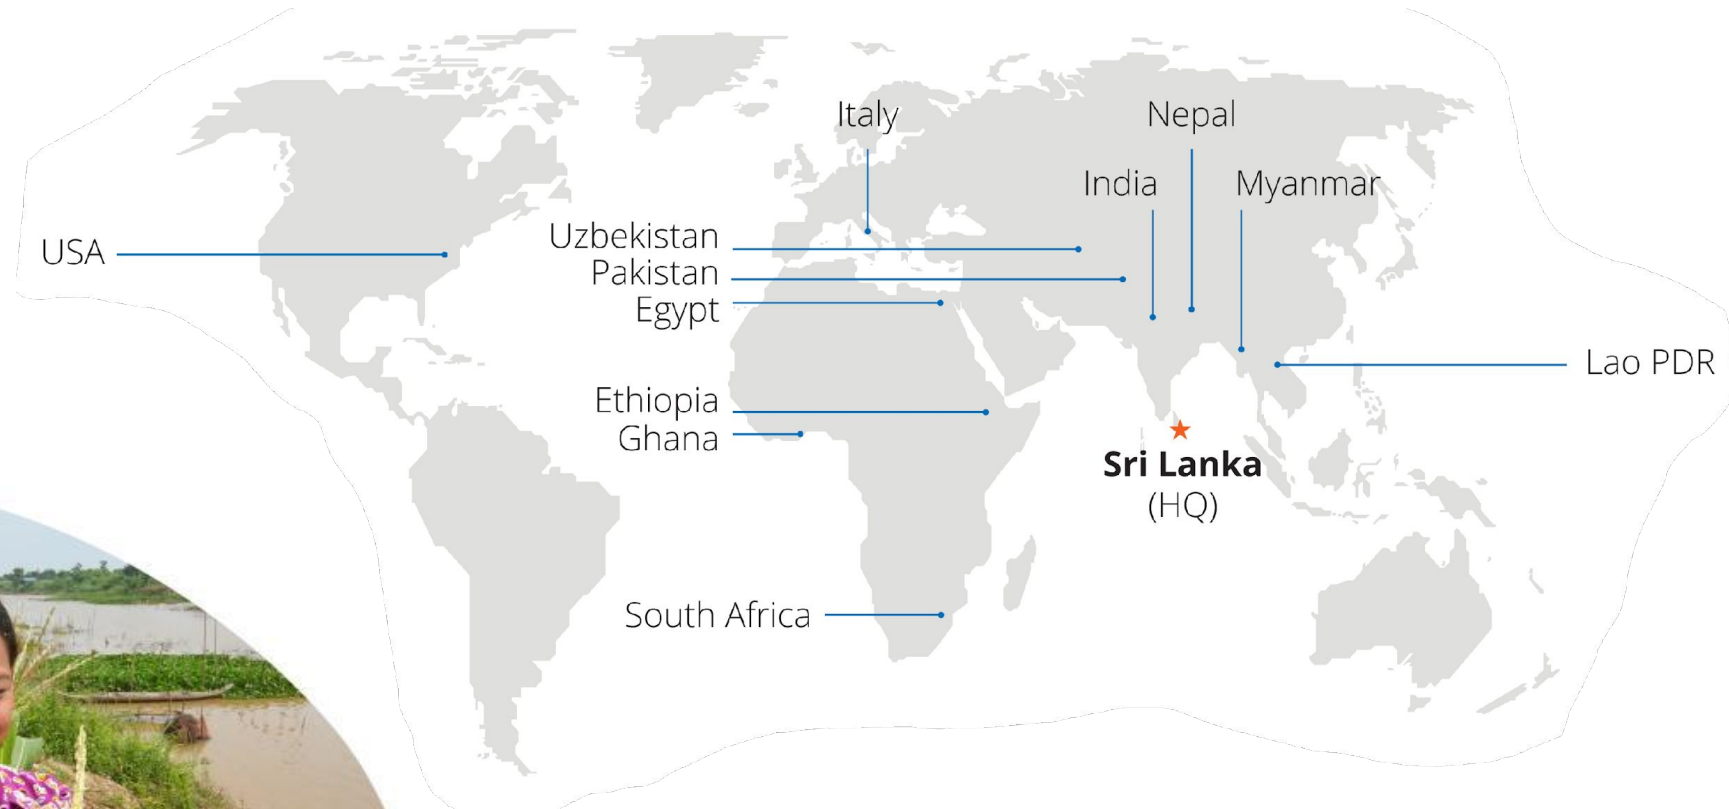 Italy
Nepal
India
Myanmar
USA
Uzbekistan
Pakistan
Egypt
Lao PDR
Ethiopia
Ghana
Sri Lanka
(HQ)
South Africa